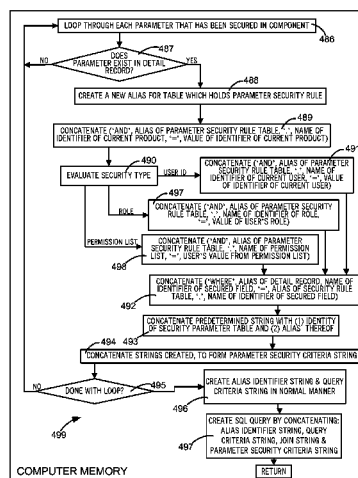 LOOP THROUGH EACH PARAMETER THAT HAS BEEN SECURED IN COMPONENT
486
487
DOES
PARAMETER EXIST IN DETAIL
RECORD?
NO
YES
488
CREATE A NEW ALIAS FOR TABLE WHICH HOLDS PARAMETER SECURITY RULE
489
CONCATENATE ("AND", ALIAS OF PARAMETER SECURITY RULE TABLE, '.', NAME OF
IDENTIFIER OF CURRENT PRODUCT, '=', VALUE OF IDENTIFIER OF CURRENT PRODUCT)
490
EVALUATE SECURITY TYPE
USER ID
491
CONCATENATE ("AND", ALIAS OF PARAMETER
SECURITY RULE TABLE, '.', NAME OF
IDENTIFIER OF CURRENT USER, '=', VALUE
OF IDENTIFIER OF CURRENT USER)
497
ROLE
CONCATENATE ("AND", ALIAS OF PARAMETER SECURITY
RULE TABLE, '.', NAME OF IDENTIFIER OF ROLE,
'=', VALUE OF USER'S ROLE)
PERMISSION LIST
CONCATENATE ("AND", ALIAS OF PARAMETER
SECURITY RULE TABLE, '.', NAME OF PERMISSION
LIST, '=', USER'S VALUE FROM PERMISSION LIST)
498
CONCATENATE ("WHERE" ALIAS OF DETAIL RECORD, NAME OF
IDENTIFIER OF SECURED FIELD, '=', ALIAS OF SECURITY RULE
TABLE, '.', NAME OF IDENTIFIER OF SECURED FIELD)
492
CONCATENATE PREDETERMINED STRING WITH (1) IDENTITY
OF SECURITY PARAMETER TABLE AND (2) ALIAS THEREOF
493
494
CONCATENATE STRINGS CREATED, TO FORM PARAMETER SECURITY CRITERIA STRING
NO
DONE WITH LOOP?
495
CREATE ALIAS IDENTIFIER STRING & QUERY
CRITERIA STRING IN NORMAL MANNER
496
499
CREATE SQL QUERY BY CONCATENATING:
ALIAS IDENTIFIER STRING, QUERY
CRITERIA STRING, JOIN STRING &
PARAMETER SECURITY CRITERIA STRING
497
RETURN
COMPUTER MEMORY